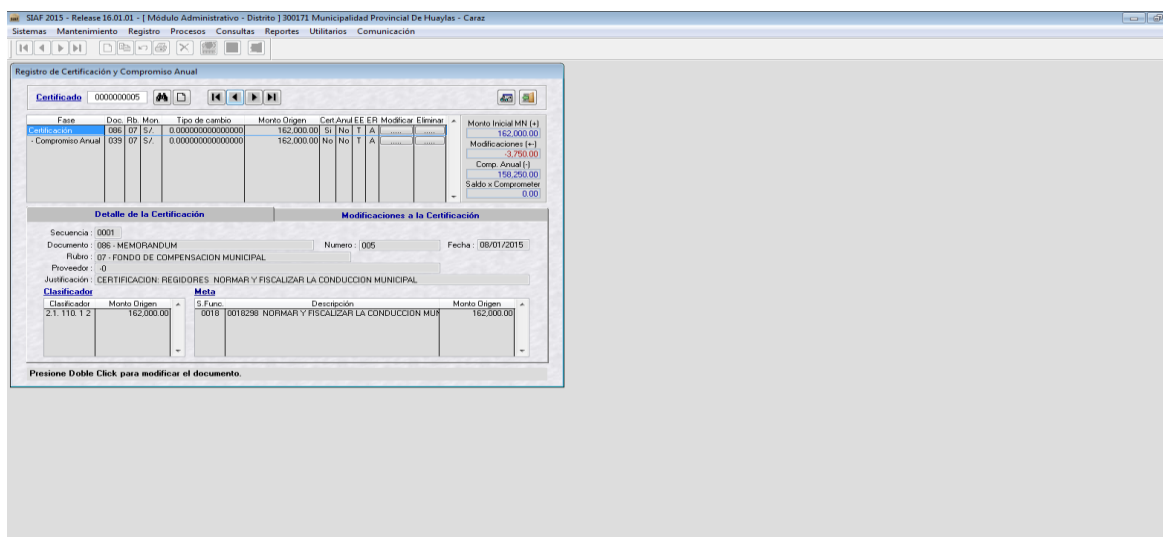 SIAF 2015 - Release 16.01.01 - [ Módulo Administrativo - Distrito ] 300171 Municipalidad Provincial De Huaylas - Caraz
Sistemas Mantenimiento Registro Procesos Consultas Reportes Utilitarios Comunicación
Registro de Certificación y Compromiso Anual
Certificado 0000000005
Fase Doc. Rb. Mon. Tipo de cambio Monto Origen Cert Anul EE ER Modificar Eliminar
Certificación 086 07 S/. 0.000000000000000 162,000.00 Si No T A ..... .....
- Compromiso Anual 039 07 S/. 0.000000000000000 162,000.00 No No T A ..... .....
Monto Inicial MN (+)
162,000.00
Modificaciones (+-)
-3,750.00
Comp. Anual (-)
158,250.00
Saldo x Comprometer
0.00
Detalle de la Certificación Modificaciones a la Certificación
Secuencia : 0001
Documento : 086 - MEMORANDUM Numero : 005 Fecha : 08/01/2015
Rubro : 07 - FONDO DE COMPENSACION MUNICIPAL
Proveedor : -0
Justificación : CERTIFICACION: REGIDORES NORMAR Y FISCALIZAR LA CONDUCCION MUNICIPAL
Clasificador Meta
Clasificador Monto Origen S.Func. Descripción Monto Origen
2.1. 110. 1 2 162,000.00 0018 0018298 NORMAR Y FISCALIZAR LA CONDUCCION MUN 162,000.00
Presione Doble Click para modificar el documento.